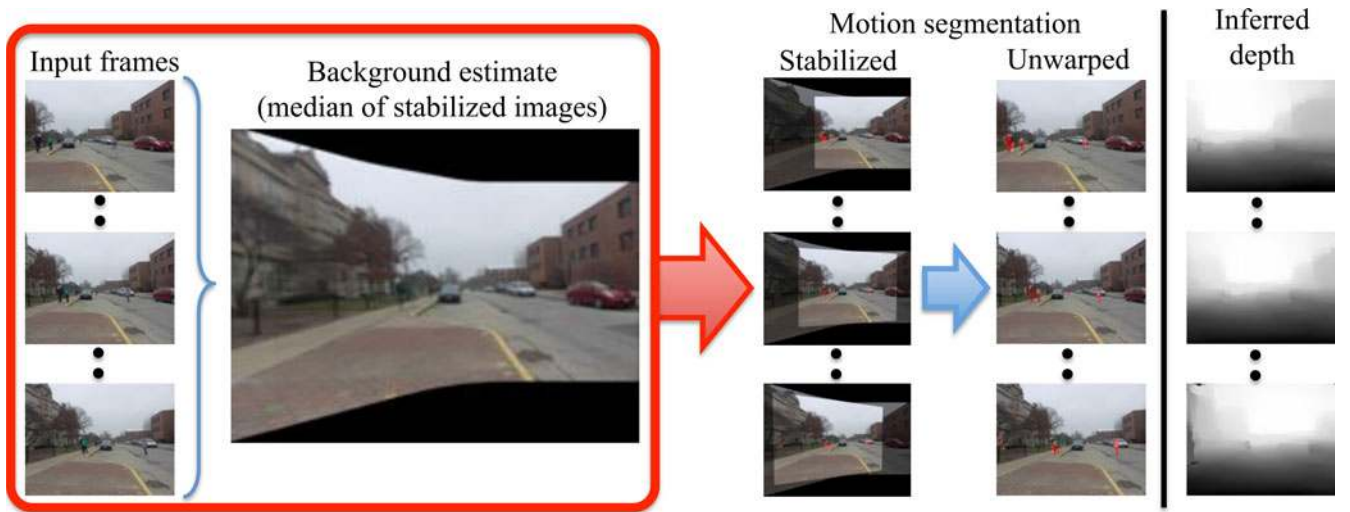 Input frames
Background estimate
(median of stabilized images)
Motion segmentation
Stabilized
Unwarped
Inferred
depth